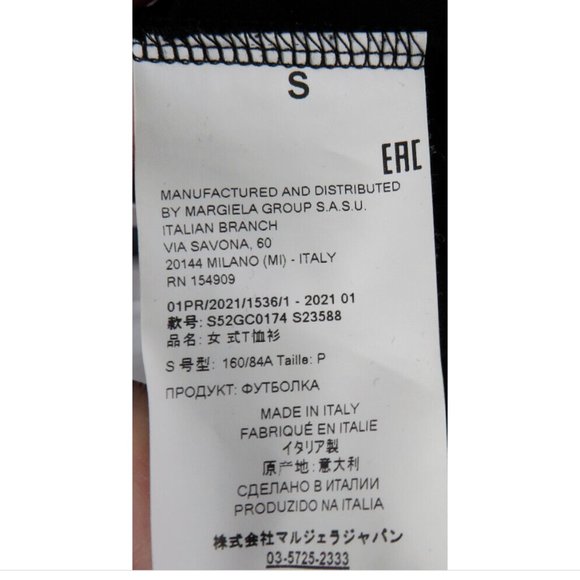 S
EAC
MANUFACTURED AND DISTRIBUTED
BY MARGIELA GROUP S.A.S.U.
ITALIAN BRANCH
VIA SAVONA, 60
20144 MILANO (MI) - ITALY
RN 154909
01PR/2021/1536/1 - 2021 01
款号: S52GC0174 S23588
品名: 女 式T恤衫
S 号型: 160/84A Taille: P
ПРОДУКТ: ФУТБОЛКА
MADE IN ITALY
FABRIQUÉ EN ITALIE
イタリア製
原产地: 意大利
СДЕЛАНО В ИТАЛИИ
PRODUZIDO NA ITALIA
株式会社マルジェラジャパン
03-5725-2333